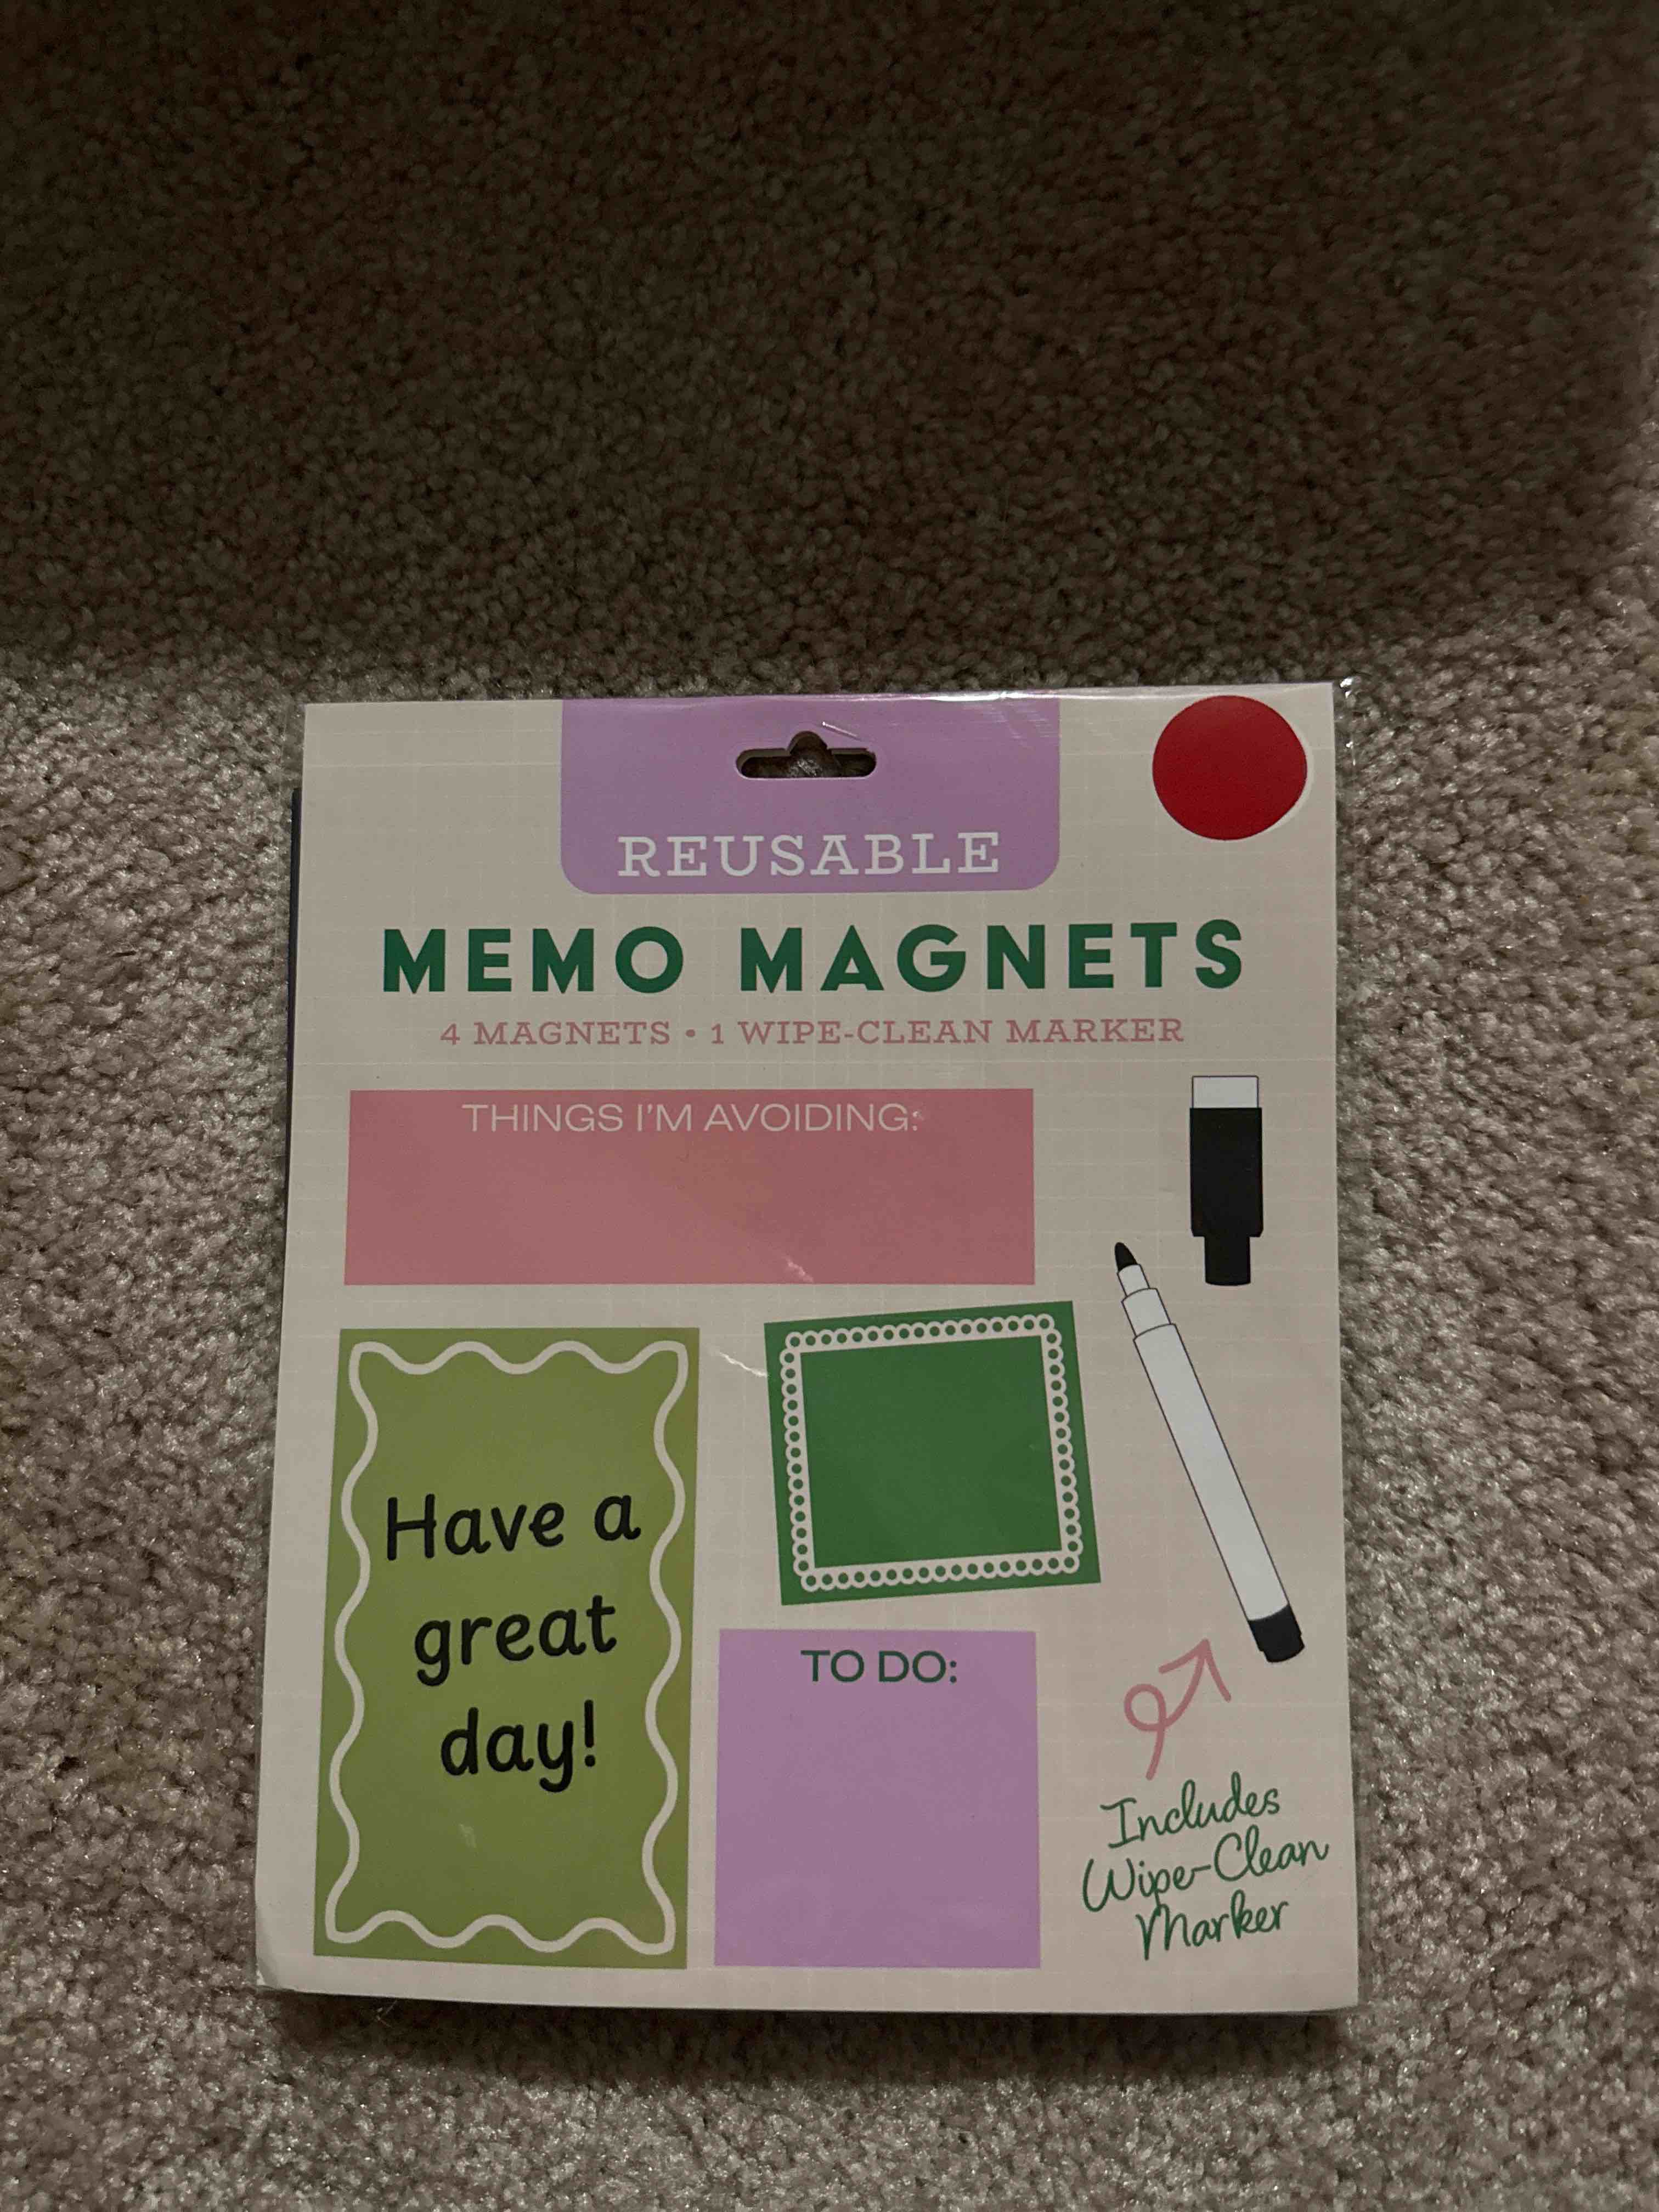 REUSABLE
MEMO MAGNETS
4 MAGNETS • 1 WIPE-CLEAN MARKER
THINGS I'M AVOIDING:
Have a
great
day!
TO DO:
Includes
Wipe-Clean
Marker